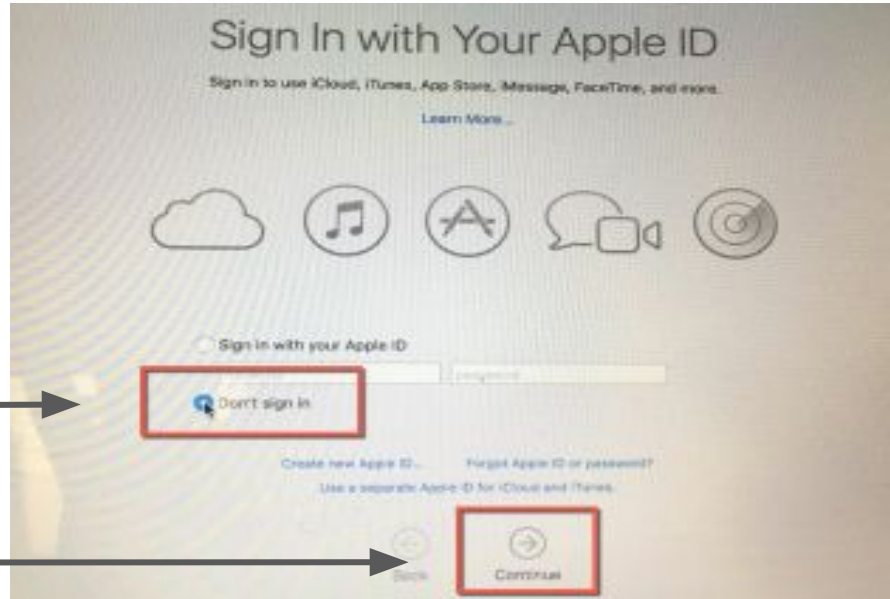 Sign In with Your Apple ID
Sign in to use iCloud, iTunes, App Store, iMessage, FaceTime, and more.
Learn More...
Sign in with your Apple ID
password
Don't sign in
Create new Apple ID... Forgot Apple ID or password?
Use a separate Apple ID for iCloud and iTunes.
Back Continue